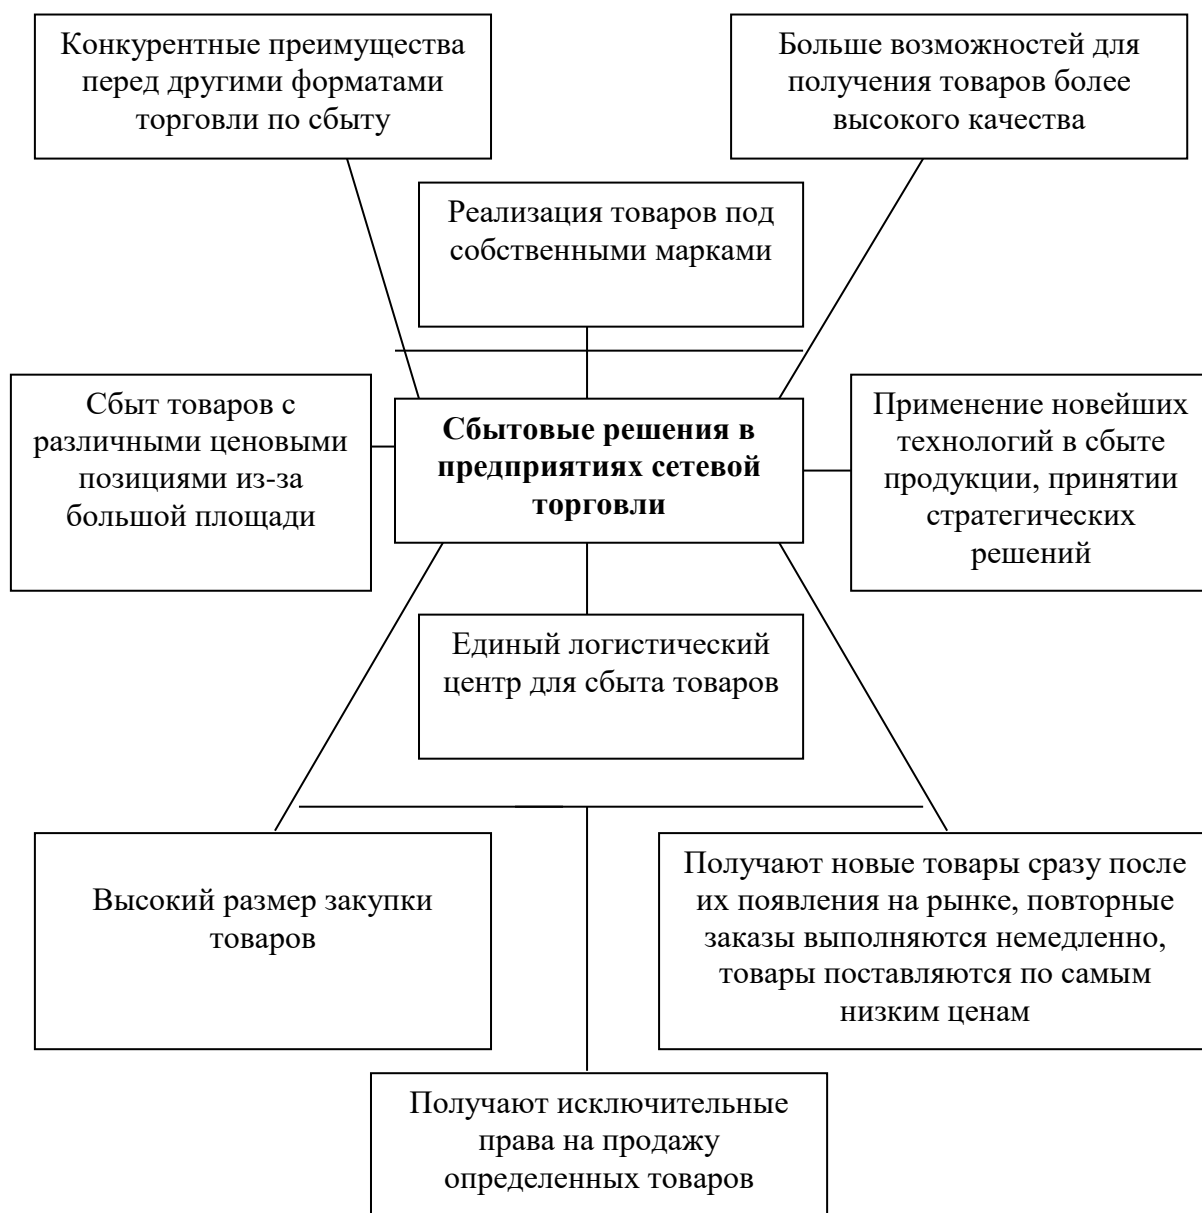 Конкурентные преимущества
перед другими форматами
торговли по сбыту
Больше возможностей для
получения товаров более
высокого качества
Реализация товаров под
собственными марками
Сбыт товаров с
различными ценовыми
позициями из-за
большой площади
Сбытовые решения в
предприятиях сетевой
торговли
Применение новейших
технологий в сбыте
продукции, принятии
стратегических
решений
Единый логистический
центр для сбыта товаров
Высокий размер закупки
товаров
Получают новые товары сразу после
их появления на рынке, повторные
заказы выполняются немедленно,
товары поставляются по самым
низким ценам
Получают исключительные
права на продажу
определенных товаров